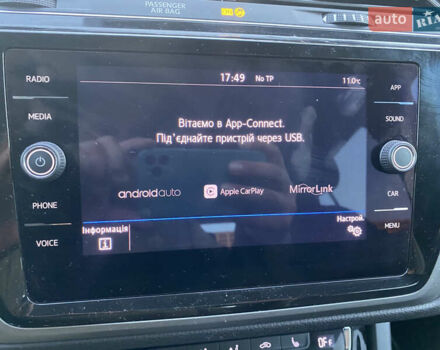 PASSENGER
AIR BAG
auto RIA
17:49 No TP 11.0°C
RADIO
APP
MEDIA
SOUND
Вітаємо в App-Connect.
Під'єднайте пристрій через USB.
androidauto Apple CarPlay MirrorLink
PHONE
CAR
VOICE
MENU
Інформація
Настрой.